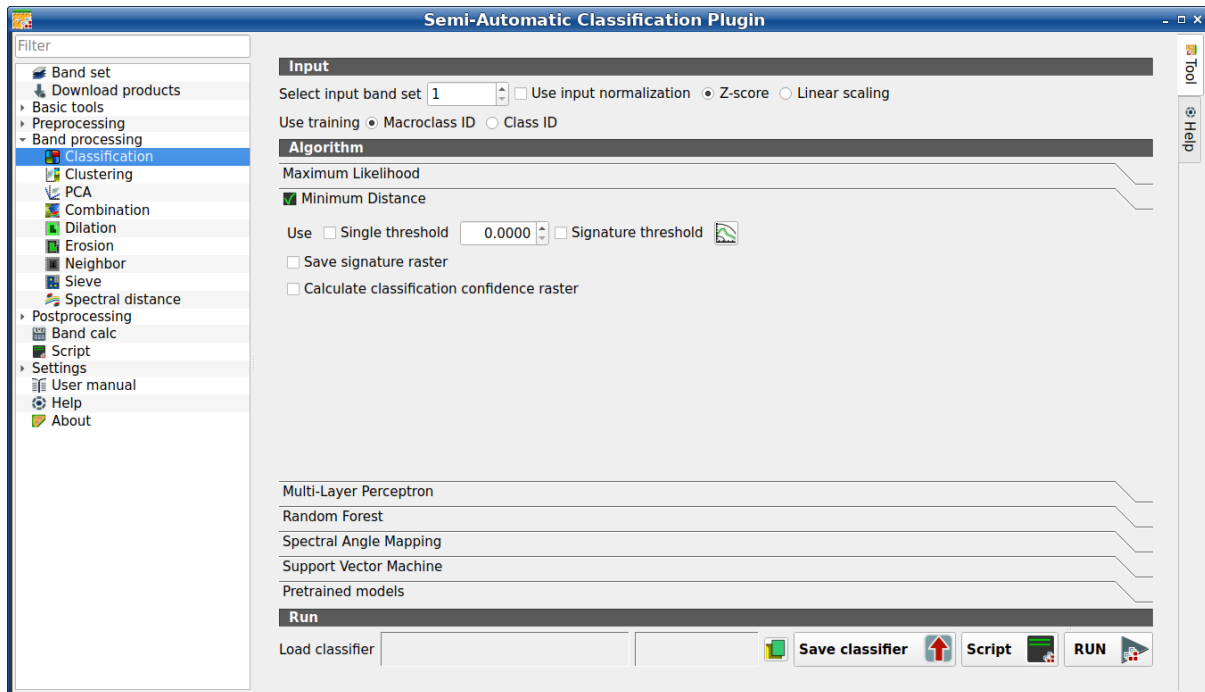 Semi-Automatic Classification Plugin
Filter
Band set
Download products
Basic tools
Preprocessing
Band processing
Classification
Clustering
PCA
Combination
Dilation
Erosion
Neighbor
Sieve
Spectral distance
Postprocessing
Band calc
Script
Settings
User manual
Help
About
Input
Select input band set 1 Use input normalization Z-score Linear scaling
Use training Macroclass ID Class ID
Algorithm
Maximum Likelihood
Minimum Distance
Use Single threshold 0.0000 Signature threshold
Save signature raster
Calculate classification confidence raster
Multi-Layer Perceptron
Random Forest
Spectral Angle Mapping
Support Vector Machine
Pretrained models
Run
Load classifier Save classifier Script RUN
Tool
Help